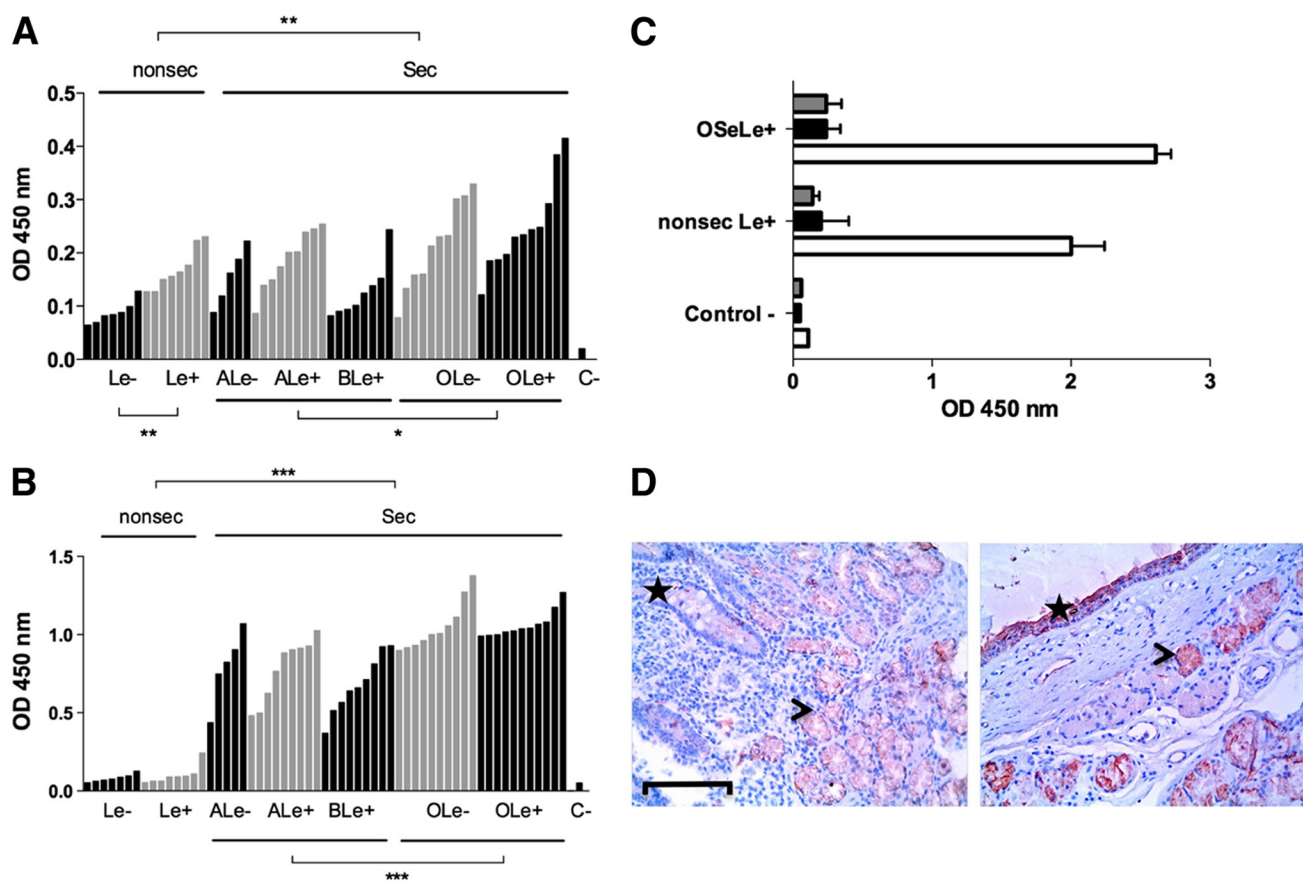 A
**
nonsec Sec
0.5
0.4
0.3
0.2
0.1
0.0
OD 450 nm
Le- Le+ ALe- ALe+ BLe+ OLe- OLe+ C-
** *
B
***
nonsec Sec
1.5
1.0
0.5
0.0
OD 450 nm
Le- Le+ ALe- ALe+ BLe+ OLe- OLe+ C-
***
C
OSeLe+
nonsec Le+
Control -
0 1 2 3
OD 450 nm
D